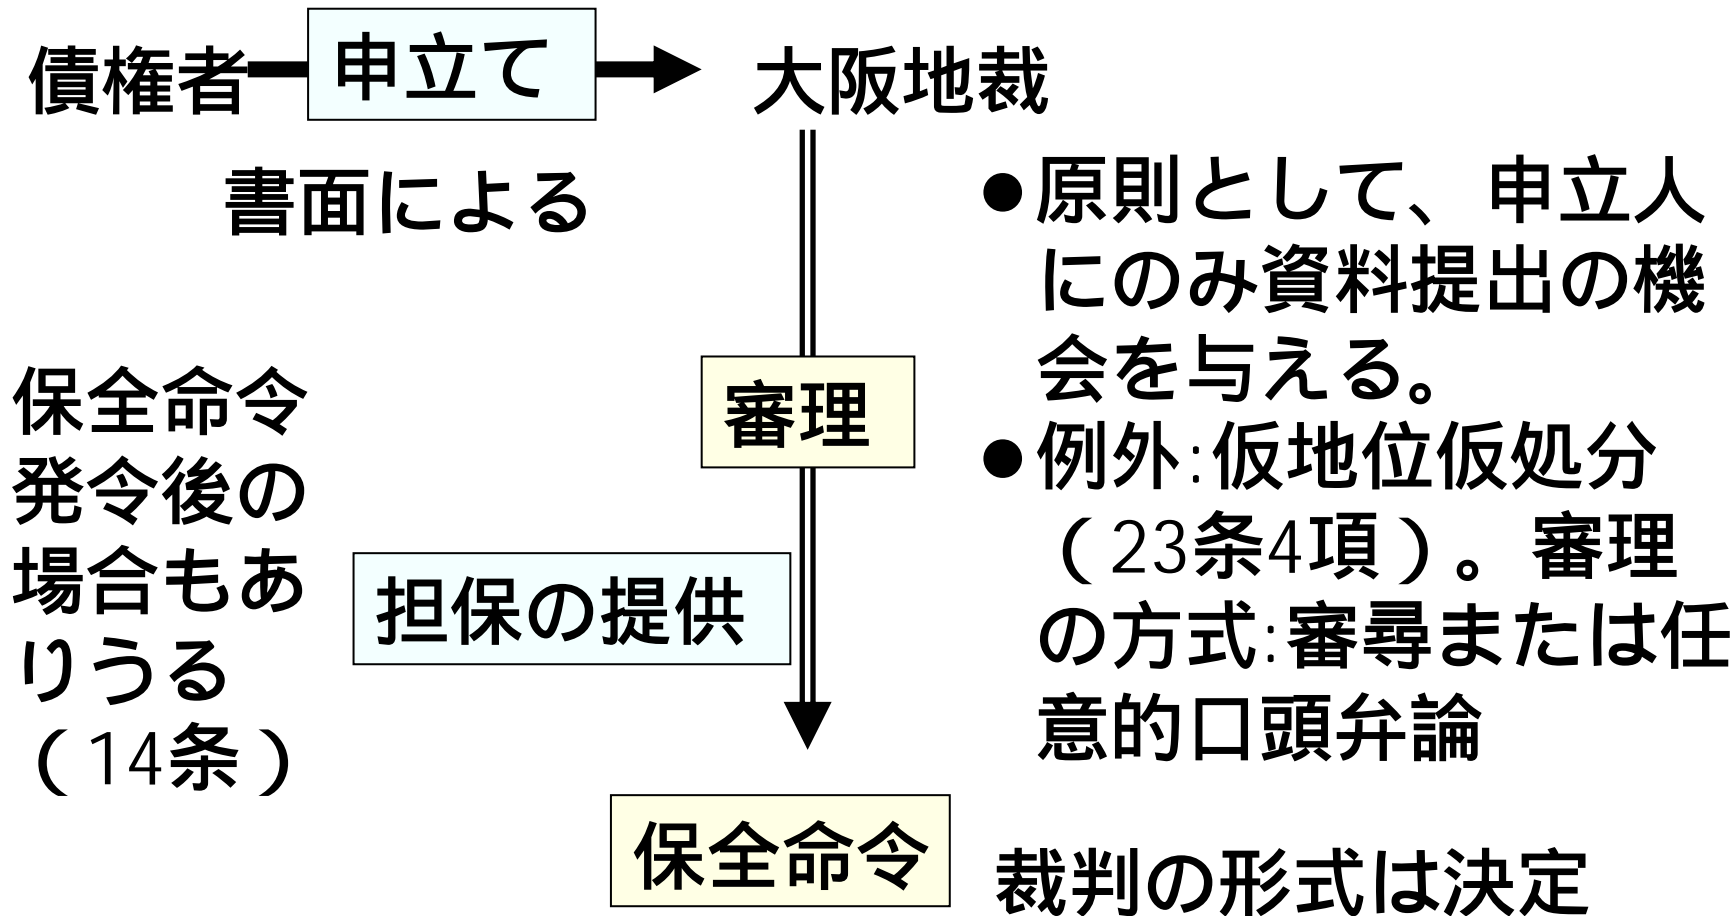 債権者
申立て
大阪地裁
書面による
●原則として、申立人
にのみ資料提出の機
会を与える。
●例外:仮地位仮処分
(23条4項)。審理
の方式:審尋または任
意的口頭弁論
審理
保全命令
発令後の
場合もあ
りうる
(14条)
担保の提供
保全命令
裁判の形式は決定